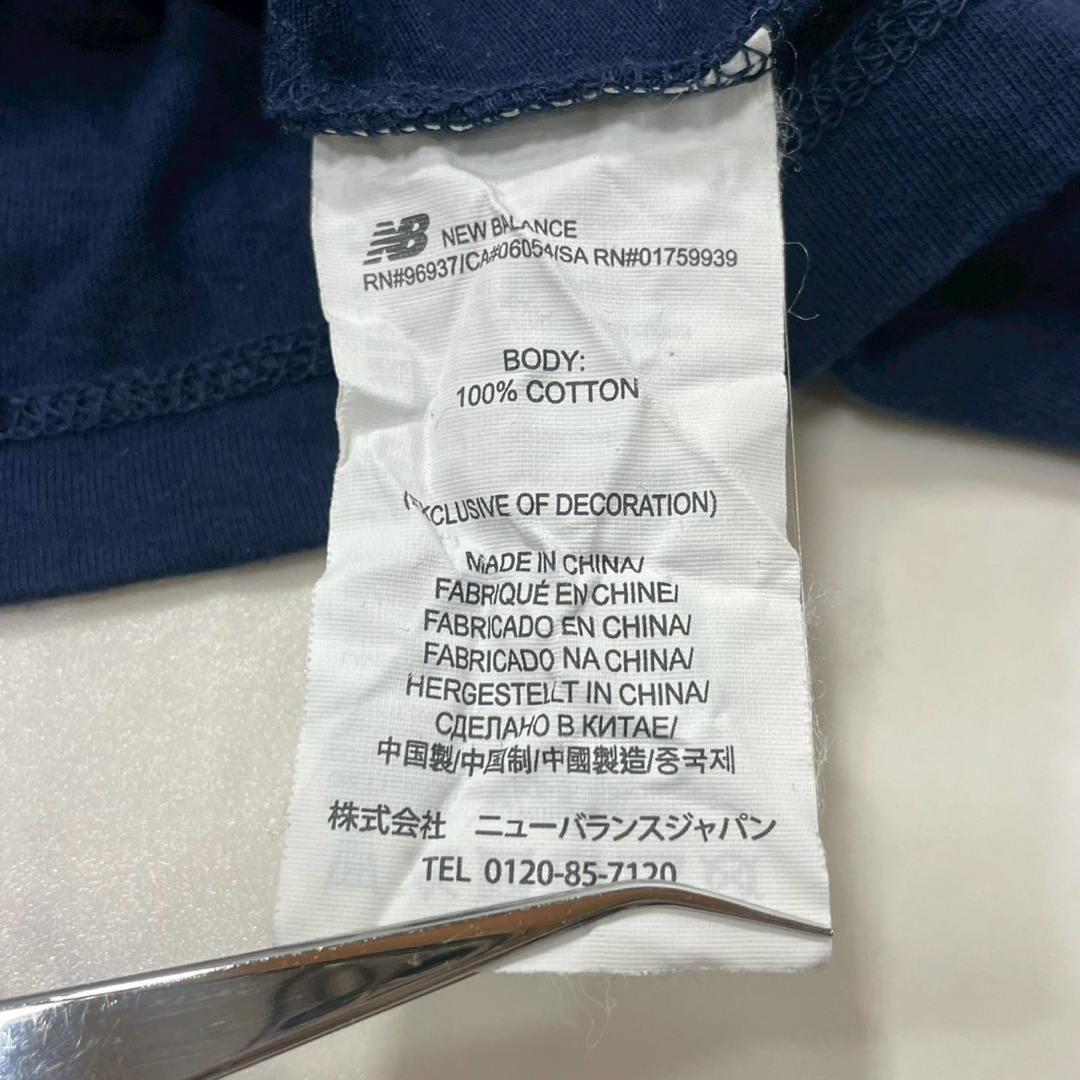 NB NEW BALANCE
RN#96937/CA#06054/SA RN#01759939
BODY:
100% COTTON
(EXCLUSIVE OF DECORATION)
MADE IN CHINA/
FABRIQUÉ EN CHINE/
FABRICADO EN CHINA/
FABRICADO NA CHINA/
HERGESTELLT IN CHINA/
СДЕЛАНО В КИТАЕ/
中国製/中国制/中國製造/중국제
株式会社 ニューバランスジャパン
TEL 0120-85-7120